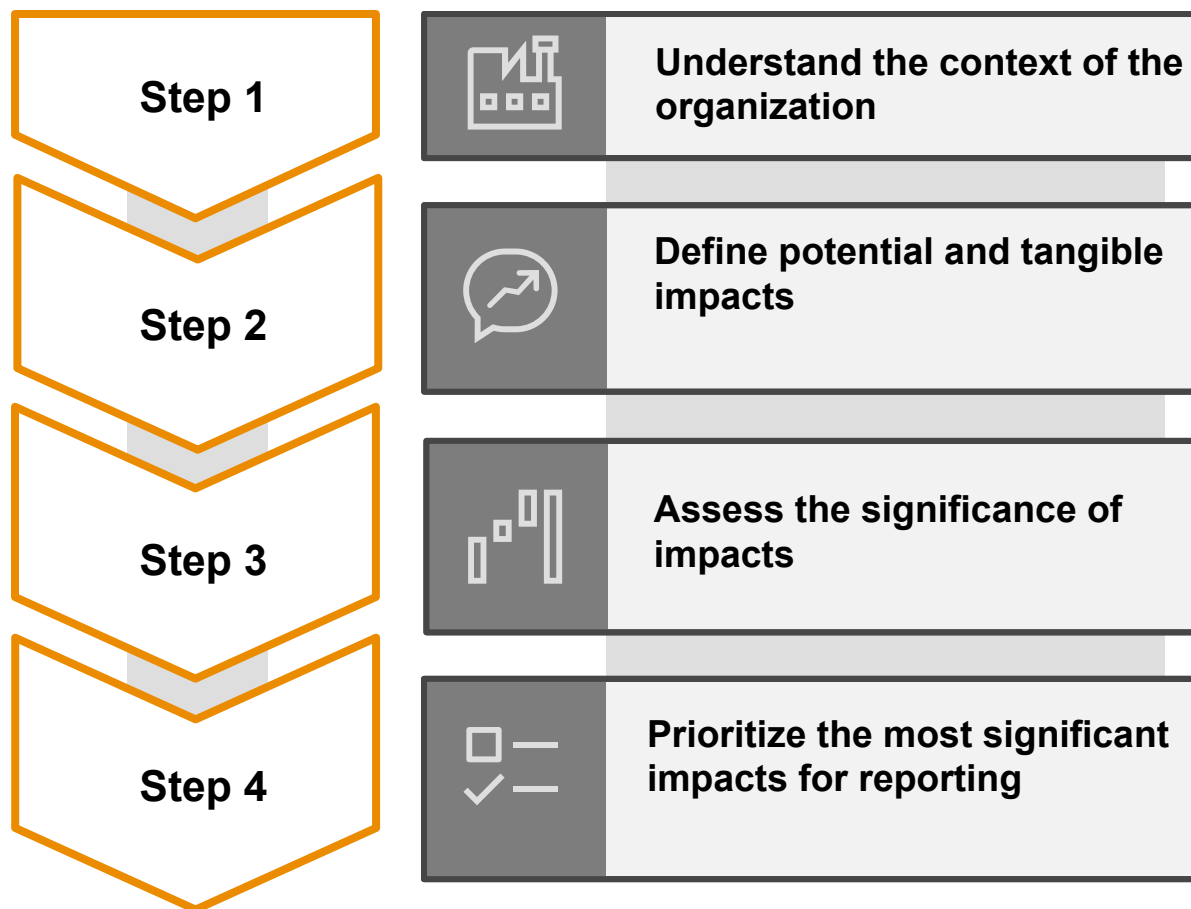 Step 1
Understand the context of the
organization
Step 2
Define potential and tangible
impacts
Step 3
Assess the significance of
impacts
Step 4
Prioritize the most significant
impacts for reporting